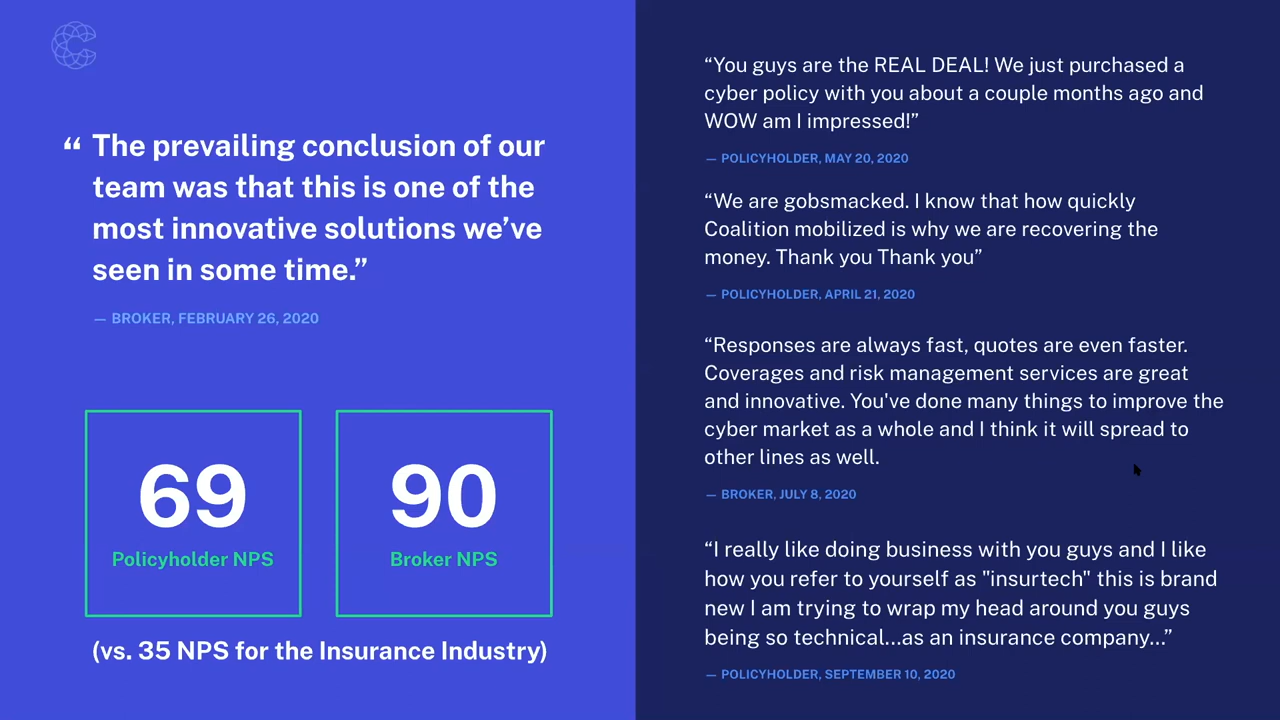 “ The prevailing conclusion of our
team was that this is one of the
most innovative solutions we’ve
seen in some time.”
— BROKER, FEBRUARY 26, 2020
69
Policyholder NPS
90
Broker NPS
(vs. 35 NPS for the Insurance Industry)
“You guys are the REAL DEAL! We just purchased a
cyber policy with you about a couple months ago and
WOW am I impressed!”
— POLICYHOLDER, MAY 20, 2020
“We are gobsmacked. I know that how quickly
Coalition mobilized is why we are recovering the
money. Thank you Thank you”
— POLICYHOLDER, APRIL 21, 2020
“Responses are always fast, quotes are even faster.
Coverages and risk management services are great
and innovative. You've done many things to improve the
cyber market as a whole and I think it will spread to
other lines as well.
— BROKER, JULY 8, 2020
“I really like doing business with you guys and I like
how you refer to yourself as "insurtech" this is brand
new I am trying to wrap my head around you guys
being so technical...as an insurance company...”
— POLICYHOLDER, SEPTEMBER 10, 2020